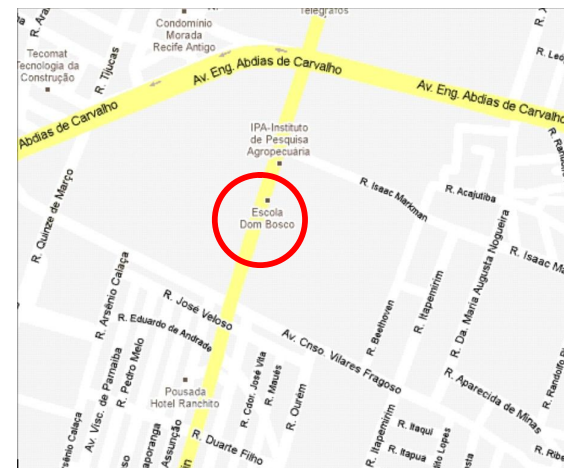 Telégrafos
Condomínio
Morada
Recife Antigo
R. Tijucas
Tecomat
Tecnologia da
Construção
Av. Eng. Abdias de Carvalho
Av. Eng. Abdias de Carvalho
Abdias de Carvalho
R. Quinze de Março
IPA-Instituto
de Pesquisa
Agropecuária
R. Isaac Markman
R. Acajutiba
Escola
Dom Bosco
R. Arsênio Calaça
R. Da. Maria Augusta Nogueira
R. Isaac Ma
R. José Veloso
R. Eduardo de Andrade
R. Beethoven
R. Itapemirim
Av. Cnso. Vilares Fragoso
R. Aparecida de Minas
Av. Visc. de Parnaíba
R. Pedro Melo
R. Cdor. José Vita
R. Maués
R. Ourém
Pousada
Hotel Ranchito
R. Duarte Filho
Assunção
R. Itapemirim
R. Itaqui
R. Itapua
R. Ribe